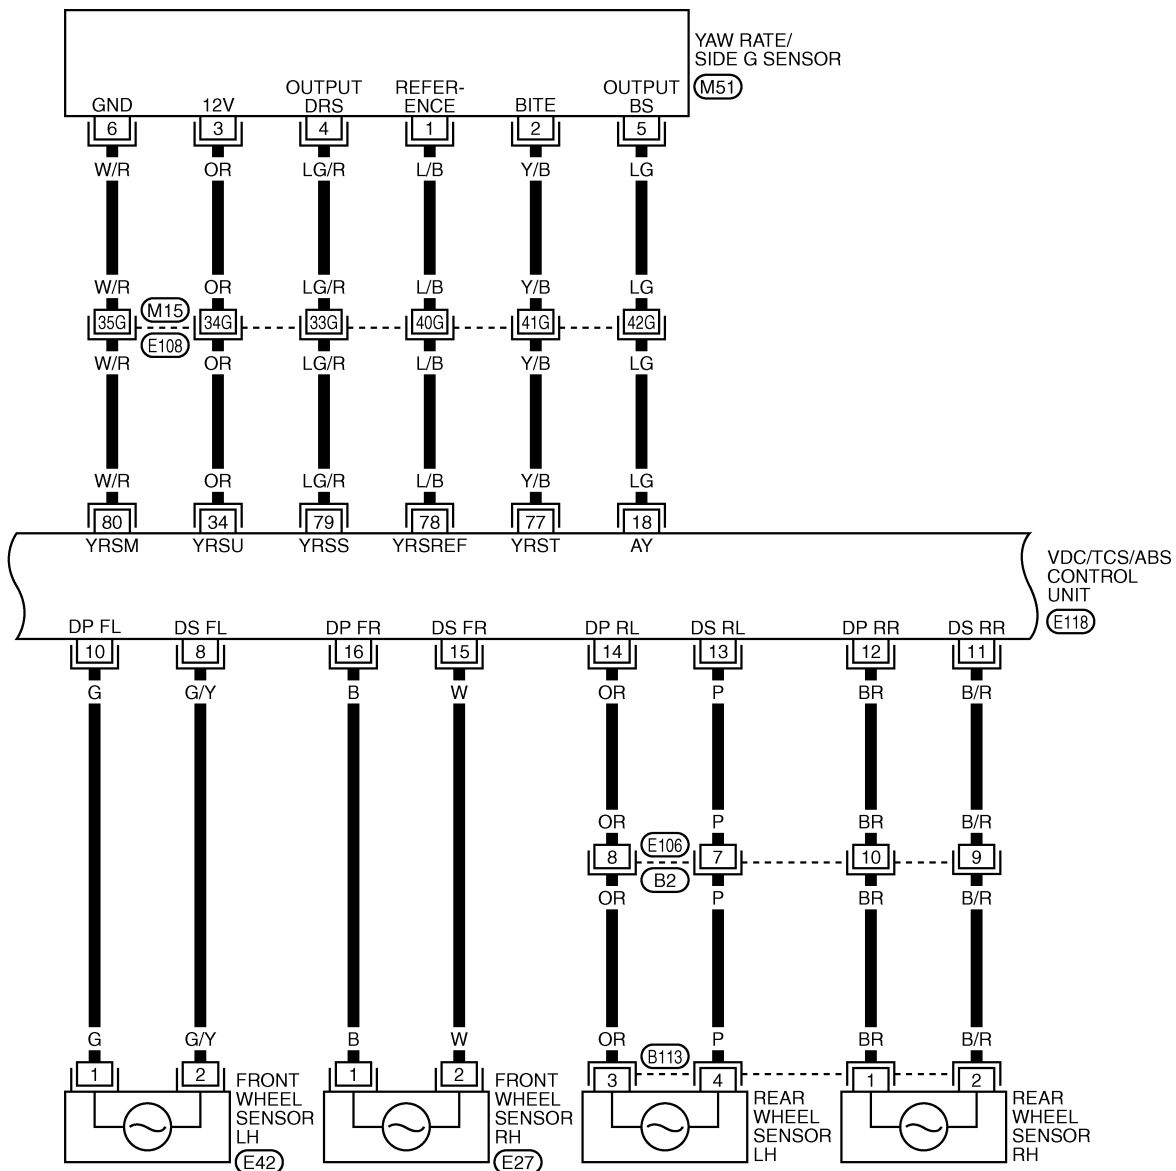 YAW RATE/
SIDE G SENSOR
M51
GND 12V OUTPUT DRS REFER-ENCE BITE OUTPUT BS
6 3 4 1 2 5
W/R OR LG/R L/B Y/B LG
W/R OR LG/R L/B Y/B LG
M15
35G 34G 33G 40G 41G 42G
E108
W/R OR LG/R L/B Y/B LG
W/R OR LG/R L/B Y/B LG
80 34 79 78 77 18
YRSM YRSU YRSS YRSREF YRST AY
VDC/TCS/ABS
CONTROL
UNIT
E118
DP FL DS FL DP FR DS FR DP RL DS RL DP RR DS RR
10 8 16 15 14 13 12 11
G G/Y B W OR P BR B/R
OR P BR B/R
E106
8 7 10 9
B2
OR P BR B/R
G G/Y B W OR P BR B/R
B113
1 2 1 2 3 4 1 2
FRONT
WHEEL
SENSOR
LH
E42
FRONT
WHEEL
SENSOR
RH
E27
REAR
WHEEL
SENSOR
LH
REAR
WHEEL
SENSOR
RH